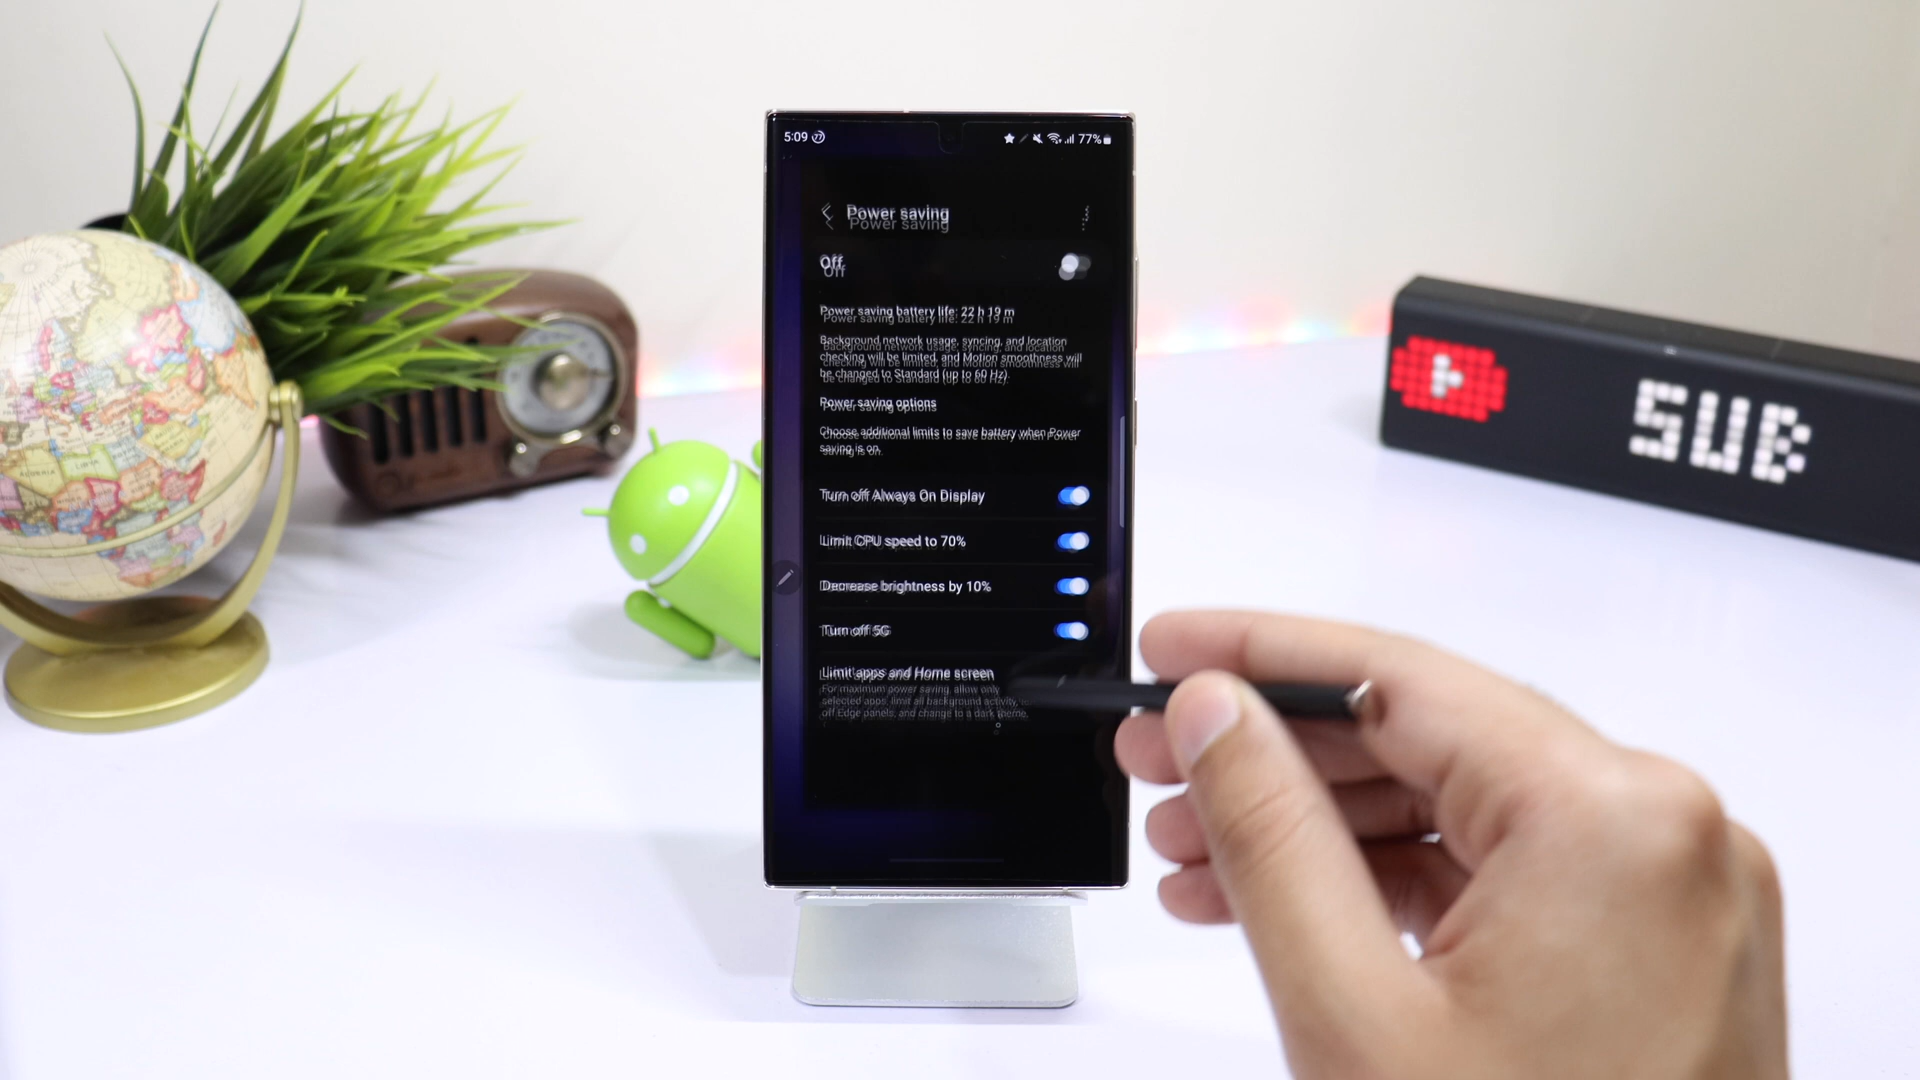 5:09 77
77%
Power saving
Off
Power saving battery life: 22 h 19 m
Background network usage, syncing, and location
checking will be limited, and Motion smoothness will
be changed to Standard (up to 60 Hz).
Power saving options
Choose additional limits to save battery when Power
saving is on.
Turn off Always On Display
Limit CPU speed to 70%
Decrease brightness by 10%
Turn off 5G
Limit apps and Home screen
For maximum power saving, allow only
selected apps, limit all background activity,
off Edge panels, and change to a dark theme.
SUB
LIBYA